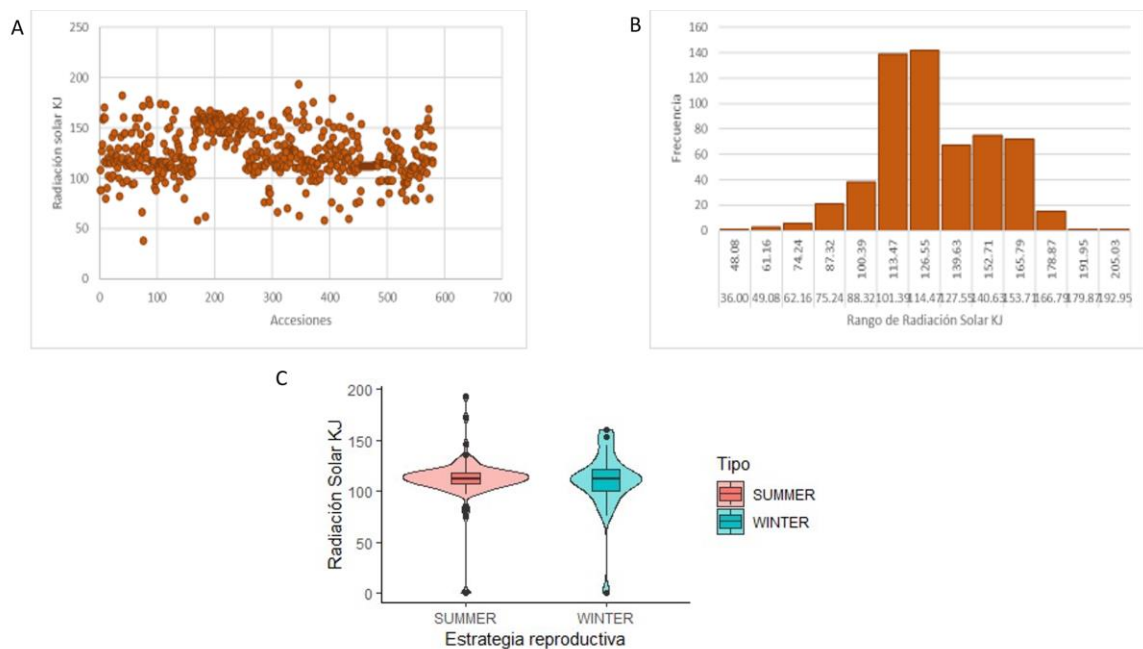 A
Radiación solar KJ
250
200
150
100
50
0
0 100 200 300 400 500 600 700
Accesiones
B
Frecuencia
160
140
120
100
80
60
40
20
0
48.08 61.16 74.24 87.32 100.39 113.47 126.55 139.63 152.71 165.79 178.87 191.95 205.03
36.00 49.08 62.16 75.24 88.32 101.39 114.47 127.55 140.63 153.71 166.79 179.87 192.95
Rango de Radiación Solar KJ
C
Radiación Solar KJ
200
150
100
50
0
SUMMER WINTER
Estrategia reproductiva
Tipo
SUMMER
WINTER